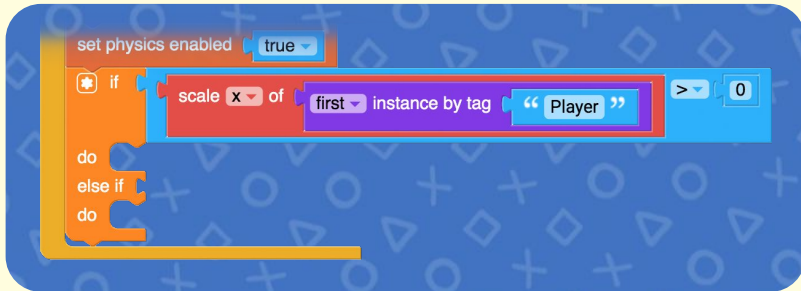 set physics enabled true
if scale x of first instance by tag “ Player ” > 0
do
else if
do